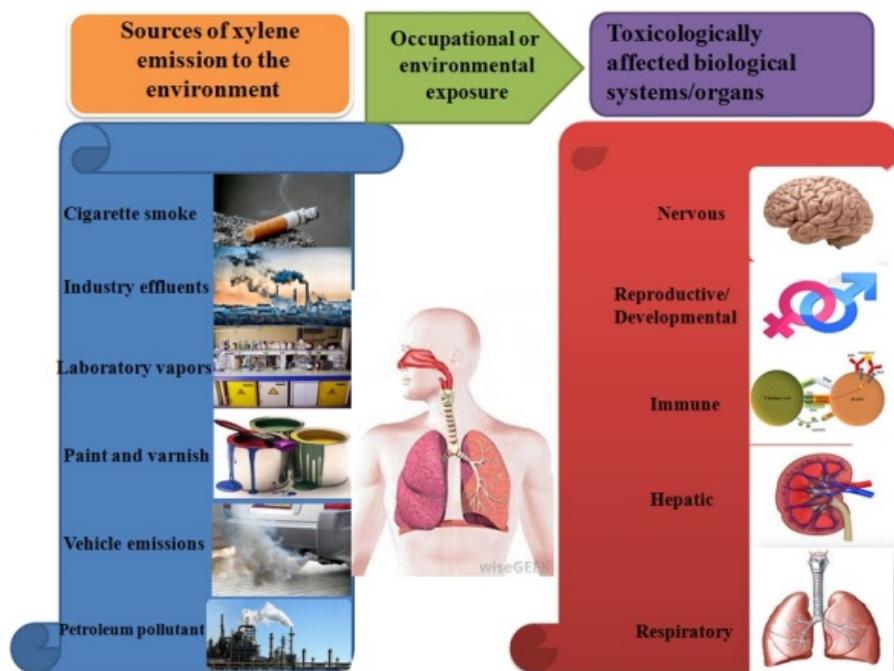 Sources of xylene
emission to the
environment
Occupational or
environmental
exposure
Toxicologically
affected biological
systems/organs
Cigarette smoke
Industry effluents
Laboratory vapors
Paint and varnish
Vehicle emissions
Petroleum pollutant
wiseGEEK
Nervous
Reproductive/
Developmental
Immune
Hepatic
Respiratory